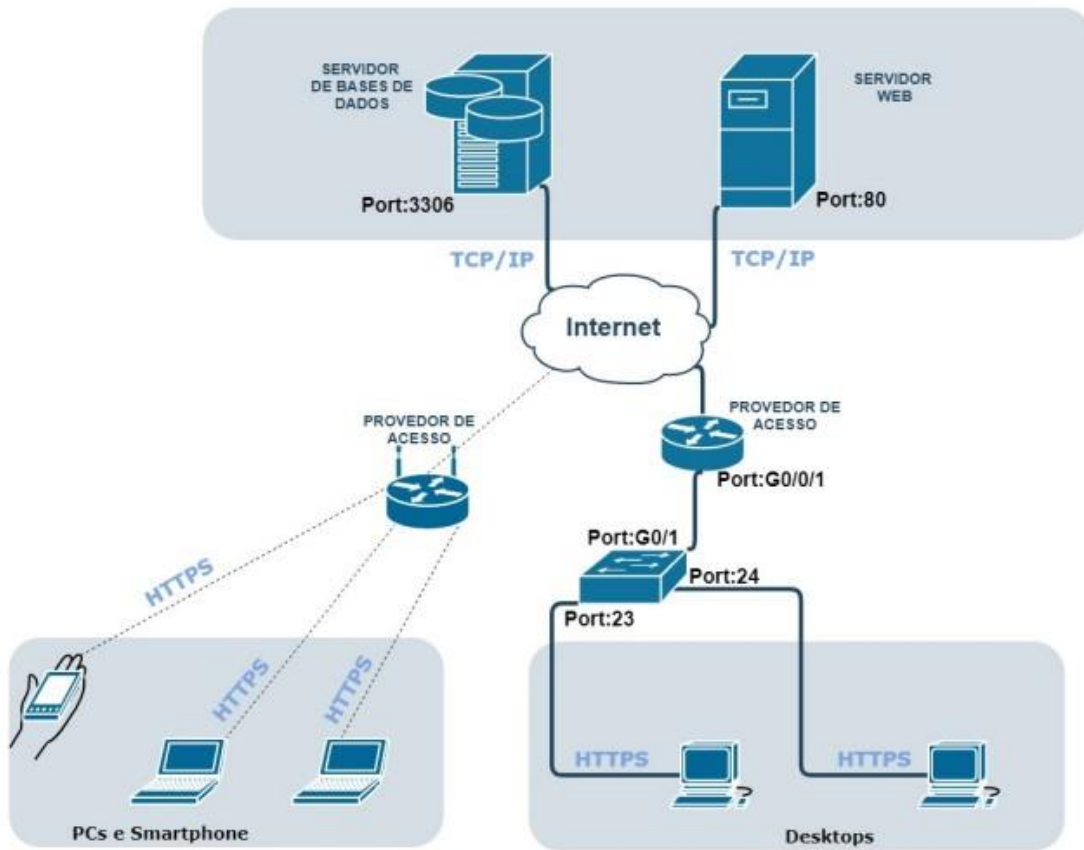 SERVIDOR
DE BASES DE
DADOS
SERVIDOR
WEB
Port:3306
Port:80
TCP/IP
TCP/IP
Internet
PROVEDOR DE
ACESSO
PROVEDOR DE
ACESSO
Port:G0/0/1
Port:G0/1
Port:24
Port:23
HTTPS
HTTPS
HTTPS
HTTPS
HTTPS
PCs e Smartphone
Desktops